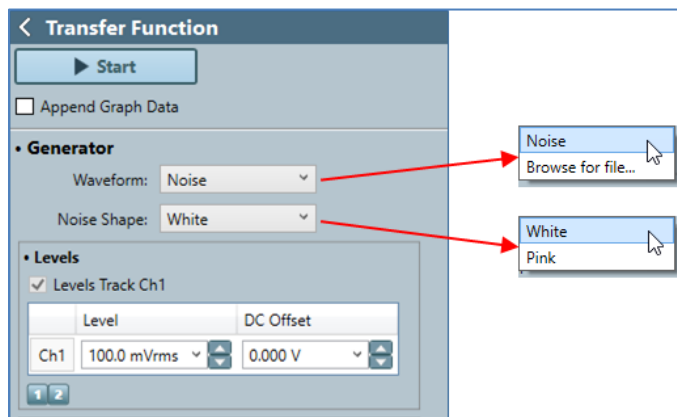 Transfer Function
Start
Append Graph Data
• Generator
Waveform: Noise
Noise Shape: White
• Levels
Levels Track Ch1
Level DC Offset
Ch1 100.0 mVrms 0.000 V
1 2
Noise
Browse for file...
White
Pink